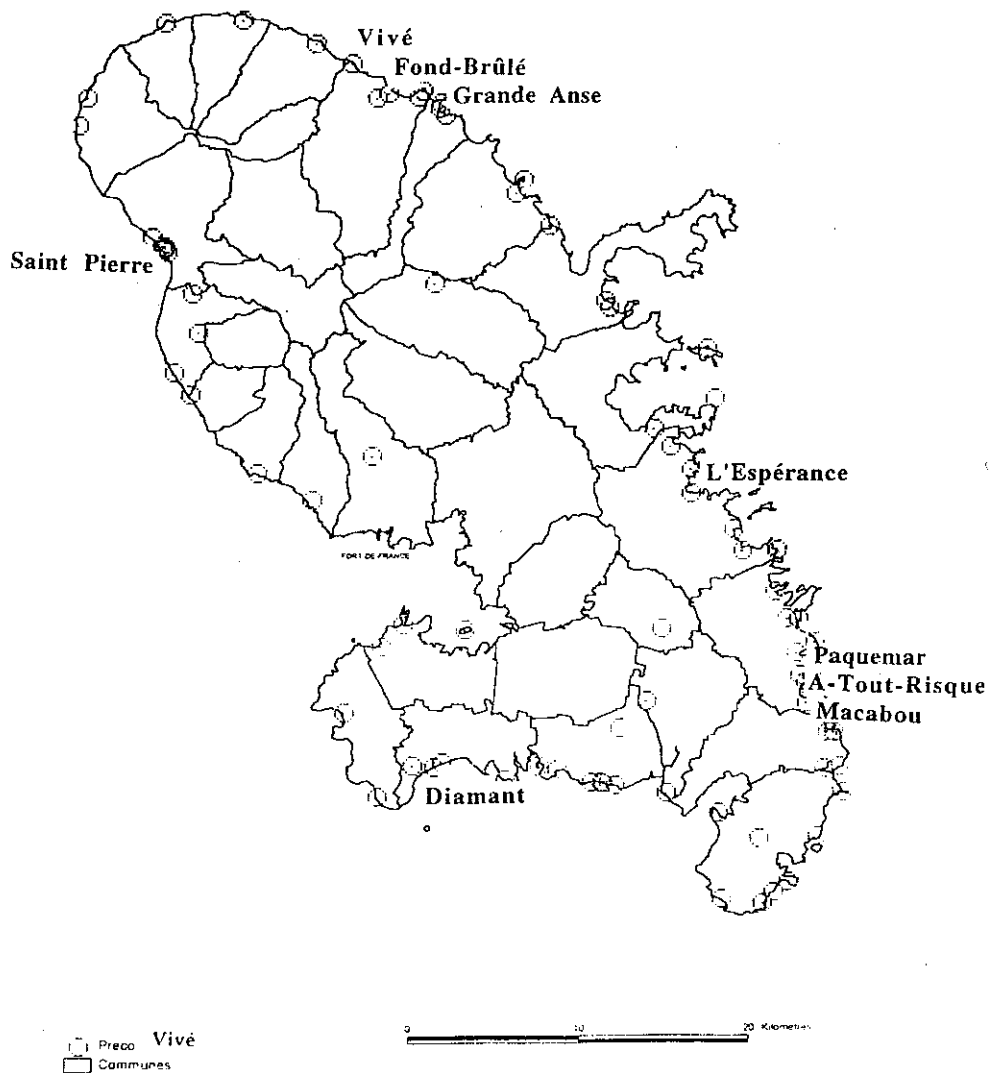 Vivé
Fond-Brûlé
Grande Anse
Saint Pierre
L'Espérance
FORT DE FRANCE
Paquemar
A-Tout-Risque
Macabou
Diamant
0 10 20 Kilometres
Preco Vivé
Communes